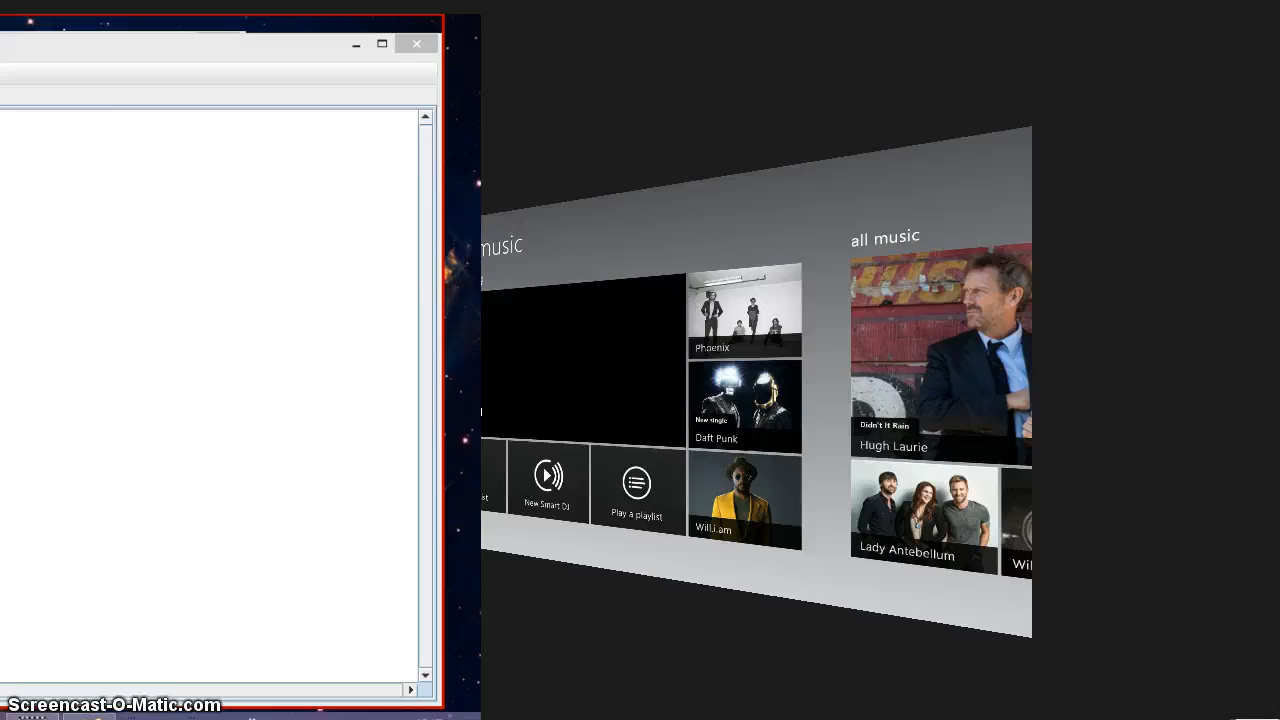 music
all music
Phoenix
New single
Daft Punk
Didn't It Rain
Hugh Laurie
New Smart DJ
Play a playlist
Will.i.am
Lady Antebellum
Wil
Screencast-O-Matic.com